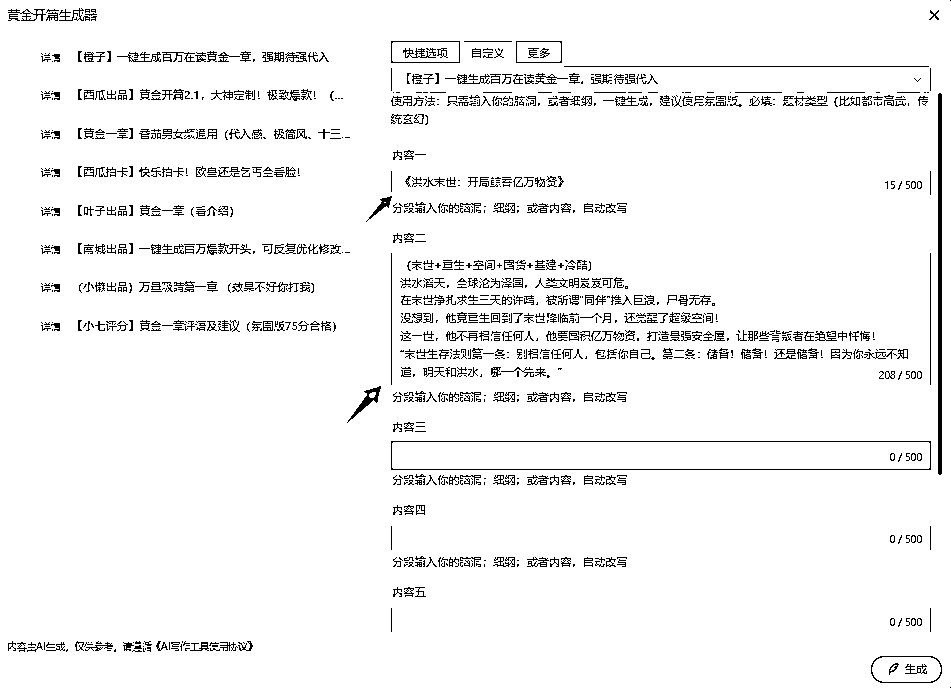 黄金开篇生成器
详情 【橙子】一键生成百万在读黄金一章，强期待强代入
详情 【西瓜出品】黄金开篇2.1，大神定制！极致爆款！（...
详情 【黄金一章】番茄男女频通用（代入感、极简风、十三...
详情 【西瓜抽卡】快乐抽卡！欧皇还是乞丐全看脸！
详情 【叶子出品】黄金一章（看介绍）
详情 【南城出品】一键生成百万爆款开头，可反复优化修改...
详情 （小懒出品）万量级跨第一章 （效果不好你打我）
详情 【小七评分】黄金一章评语及建议（氛围版75分合格）
快捷选项 自定义 更多
【橙子】一键生成百万在读黄金一章，强期待强代入
使用方法：只需输入你的脑洞，或者细纲，一键生成，建议使用氛围版。必填：题材类型（比如都市高武，传
统玄幻）
内容一
《洪水末世：开局囤番亿万物资》
15 / 500
分段输入你的脑洞；细纲；或者内容，自动改写
内容二
（末世+重生+空间+囤货+基建+冷酷）
洪水滔天，全球沦为泽国，人类文明岌岌可危。
在末世挣扎求生三天的许鸣，被所谓“同伴”推入巨浪，尸骨无存。
没想到，他竟重生回到了末世降临前一个月，还觉醒了超级空间！
这一世，他不再相信任何人，他要囤积亿万物资，打造最强安全屋，让那些背叛者在绝望中忏悔！
“末世生存法则第一条：别相信任何人，包括你自己。第二条：储备！储备！还是储备！因为你永远不知
道，明天和洪水，哪一个先来。”
208 / 500
分段输入你的脑洞；细纲；或者内容，自动改写
内容三
0 / 500
分段输入你的脑洞；细纲；或者内容，自动改写
内容四
0 / 500
分段输入你的脑洞；细纲；或者内容，自动改写
内容五
0 / 500
内容由AI生成，仅供参考，请遵循《AI写作工具使用协议》
生成